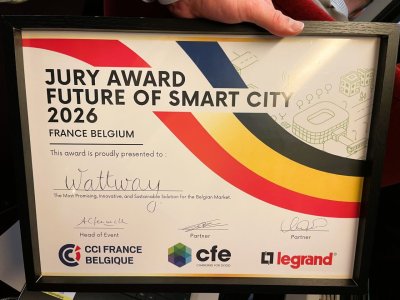 JURY AWARD
FUTURE OF SMART CITY
2026
FRANCE BELGIUM
This award is proudly presented to
Wattway
The Most Promising, Innovative, and Sustainable Solution for the Belgian Market.
Head of Event
Partner
Partner
CCI FRANCE
BELGIQUE
cfe
legrand